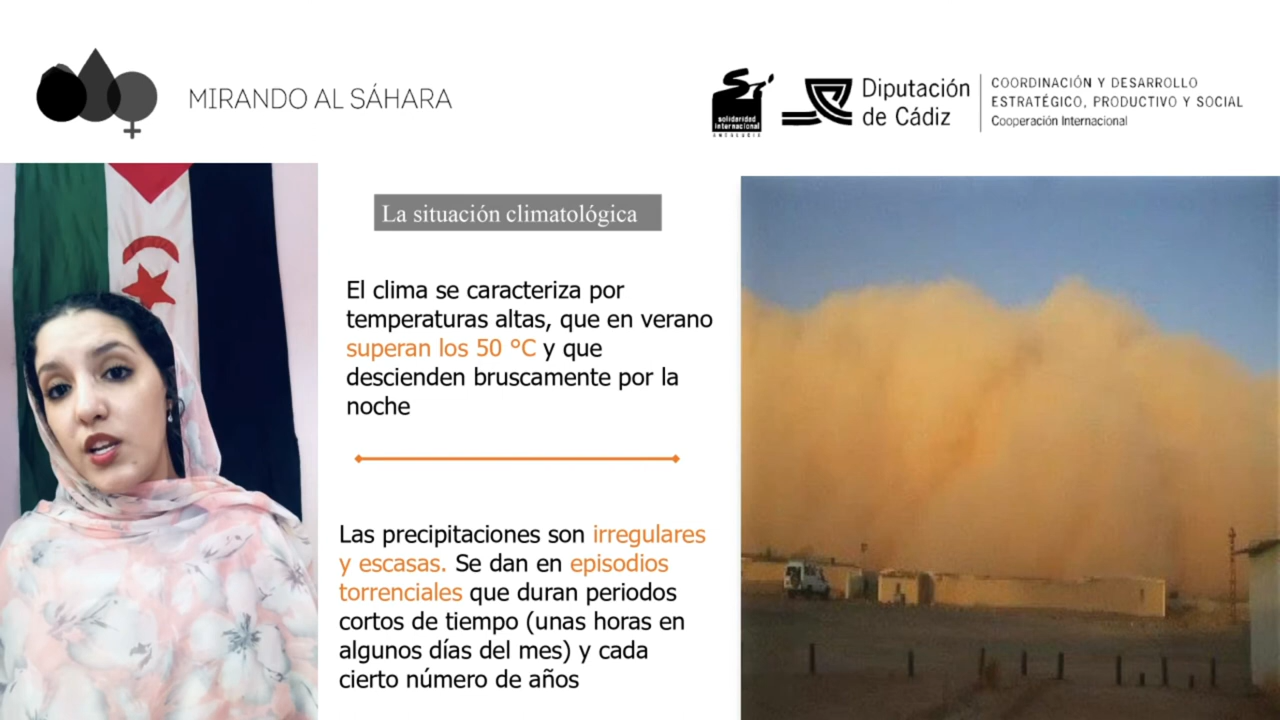 MIRANDO AL SÁHARA
solidaridad
internacional
ANDALUCÍA
Diputación
de Cádiz
COORDINACIÓN Y DESARROLLO
ESTRATÉGICO, PRODUCTIVO Y SOCIAL
Cooperación Internacional
La situación climatológica
El clima se caracteriza por
temperaturas altas, que en verano
superan los 50 °C y que
descienden bruscamente por la
noche
Las precipitaciones son irregulares
y escasas. Se dan en episodios
torrenciales que duran periodos
cortos de tiempo (unas horas en
algunos días del mes) y cada
cierto número de años